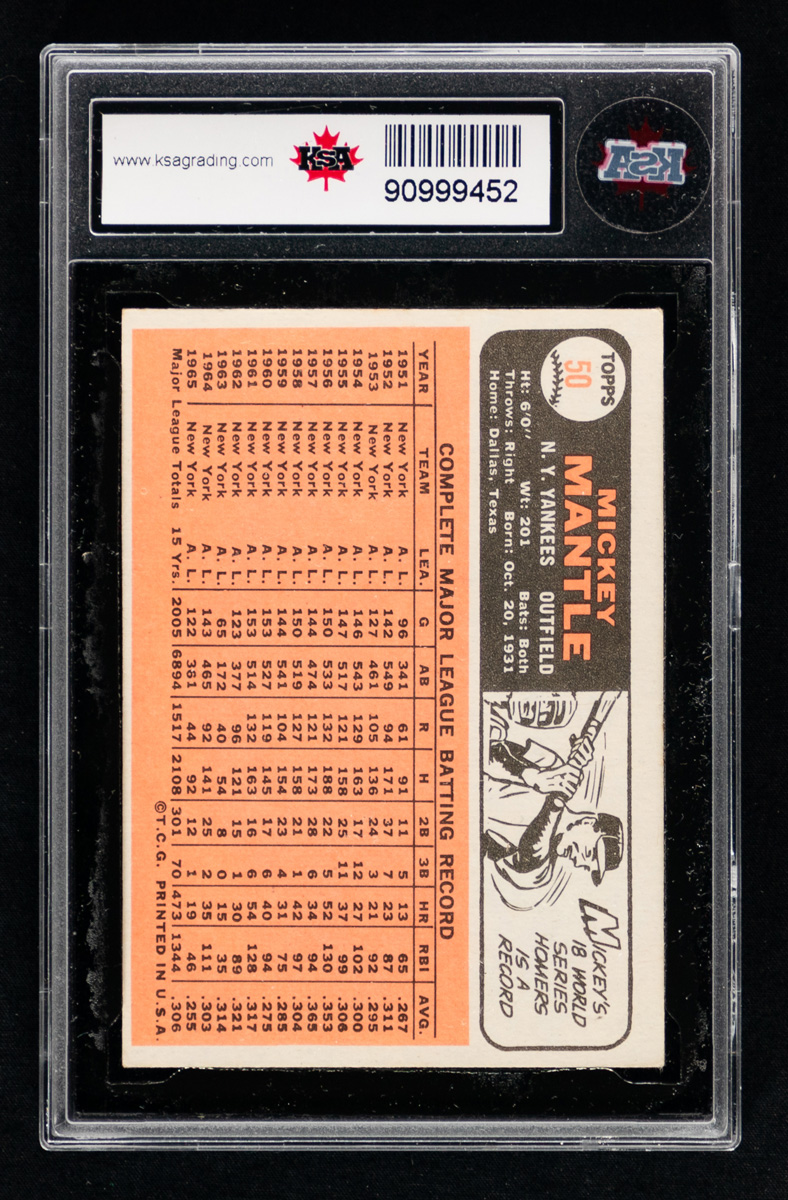 www.ksagrading.com
KSA
90999452
KSA
TOPPS
50
MICKEY
MANTLE
N. Y. YANKEES OUTFIELD
Ht: 6'0" Wt: 201 Bats: Both
Throws: Right Born: Oct. 20, 1931
Home: Dallas, Texas
MICKEY'S
18 WORLD
SERIES
HOMERS
IS A
RECORD
COMPLETE MAJOR LEAGUE BATTING RECORD
YEAR TEAM LEA. G AB R H 2B 3B HR RBI AVG.
1951 New York A. L. 96 341 61 91 11 5 13 65 .267
1952 New York A. L. 142 549 94 171 37 7 23 87 .311
1953 New York A. L. 127 461 105 136 24 3 21 92 .295
1954 New York A. L. 146 543 129 163 17 12 27 102 .300
1955 New York A. L. 147 517 121 158 25 11 37 99 .306
1956 New York A. L. 150 533 132 188 22 5 52 130 .353
1957 New York A. L. 144 474 121 173 28 6 34 94 .365
1958 New York A. L. 150 519 127 158 21 1 42 97 .304
1959 New York A. L. 144 541 104 154 23 4 31 75 .285
1960 New York A. L. 153 527 119 145 17 6 40 94 .275
1961 New York A. L. 153 514 132 163 16 6 54 128 .317
1962 New York A. L. 123 377 96 121 15 1 30 89 .321
1963 New York A. L. 65 172 40 54 8 0 15 35 .314
1964 New York A. L. 143 465 92 141 25 2 35 111 .303
1965 New York A. L. 122 381 44 92 12 1 19 46 .255
Major League Totals 15 Yrs. 2005 6894 1517 2108 301 70 473 1344 .306
©T.C.G. PRINTED IN U.S.A.